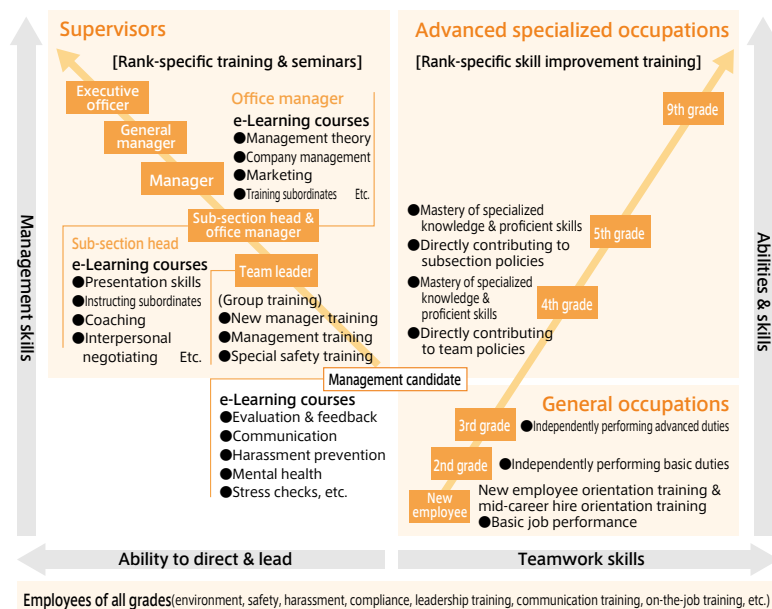 Supervisors
[Rank-specific training & seminars]
Executive
officer
General
manager
Manager
Office manager
e-Learning courses
●Management theory
●Company management
●Marketing
●Training subordinates Etc.
Sub-section head &
office manager
Sub-section head
e-Learning courses
●Presentation skills
●Instructing subordinates
●Coaching
●Interpersonal
negotiating Etc.
Team leader
(Group training)
●New manager training
●Management training
●Special safety training
Management candidate
e-Learning courses
●Evaluation & feedback
●Communication
●Harassment prevention
●Mental health
●Stress checks, etc.
Advanced specialized occupations
[Rank-specific skill improvement training]
9th grade
●Mastery of specialized
knowledge & proficient skills
●Directly contributing to
subsection policies
5th grade
●Mastery of specialized
knowledge &
proficient skills
●Directly contributing
to team policies
4th grade
General occupations
3rd grade
●Independently performing advanced duties
2nd grade
●Independently performing basic duties
New
employee
New employee orientation training &
mid-career hire orientation training
●Basic job performance
Management skills
Abilities & skills
Ability to direct & lead
Teamwork skills
Employees of all grades(environment, safety, harassment, compliance, leadership training, communication training, on-the-job training, etc.)